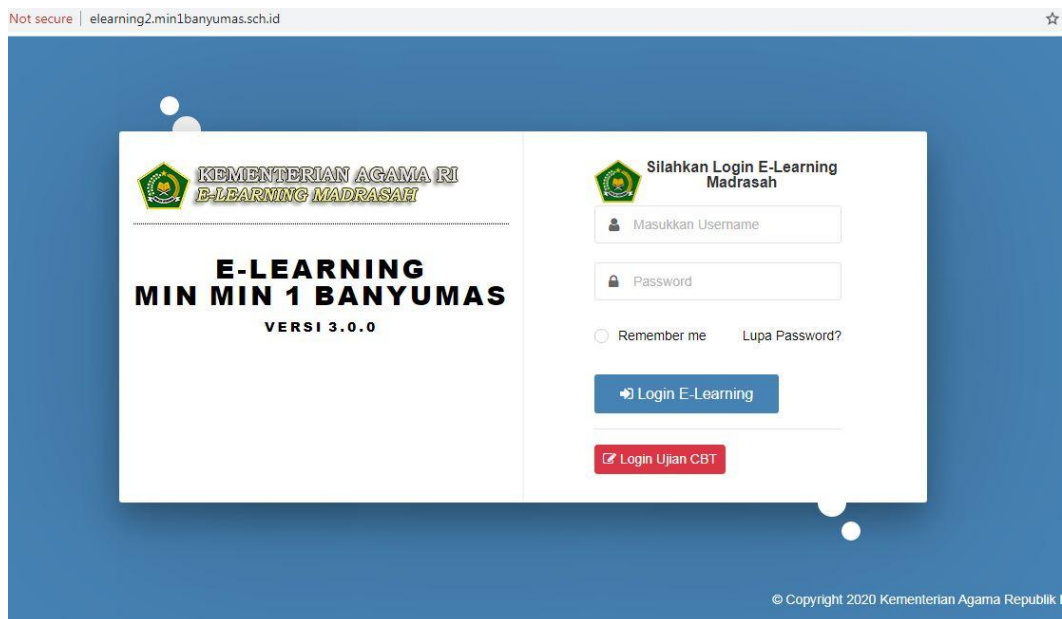 Not secure | elearning2.min1banyumas.sch.id
KEMENTERIAN AGAMA RI
E-LEARNING MADRASAH
E-LEARNING
MIN MIN 1 BANYUMAS
VERSI 3.0.0
Silahkan Login E-Learning
Madrasah
Masukkan Username
Password
Remember me Lupa Password?
Login E-Learning
Login Ujian CBT
© Copyright 2020 Kementerian Agama Republik